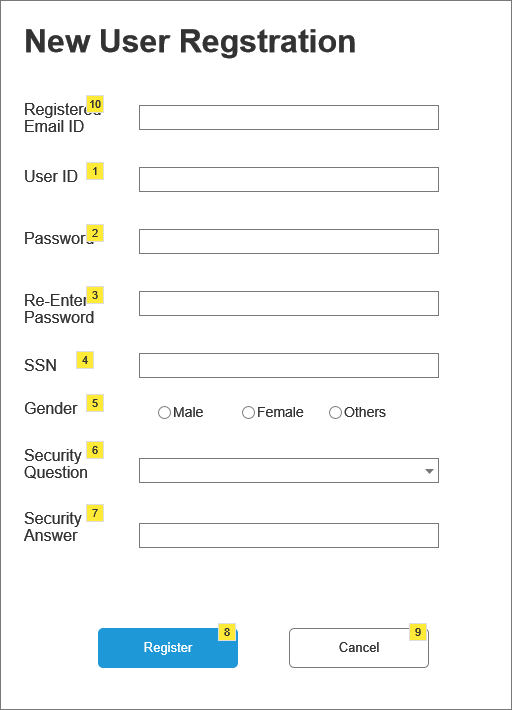 New User Regstration
Registered 10
Email ID
User ID 1
Password 2
Re-Enter 3
Password
SSN 4
Gender 5
Male Female Others
Security 6
Question
Security 7
Answer
Register 8 Cancel 9